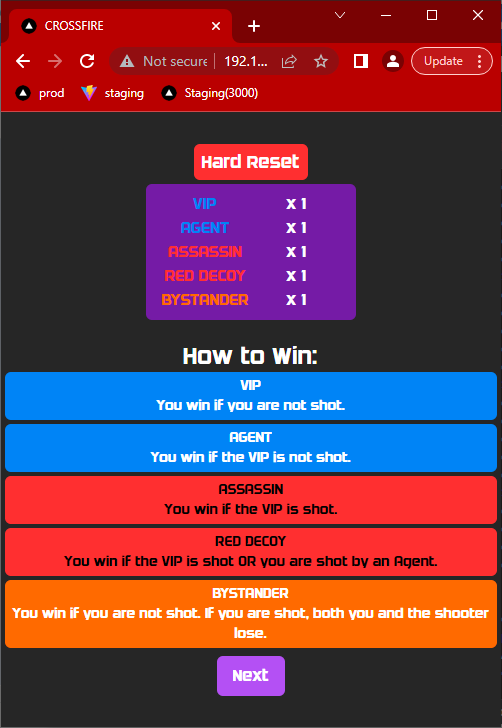 CROSSFIRE
Not secure 192.1... Update
prod staging Staging(3000)
Hard Reset
VIP x 1
AGENT x 1
ASSASSIN x 1
RED DECOY x 1
BYSTANDER x 1
How to Win:
VIP
You win if you are not shot.
AGENT
You win if the VIP is not shot.
ASSASSIN
You win if the VIP is shot.
RED DECOY
You win if the VIP is shot OR you are shot by an Agent.
BYSTANDER
You win if you are not shot. If you are shot, both you and the shooter
lose.
Next